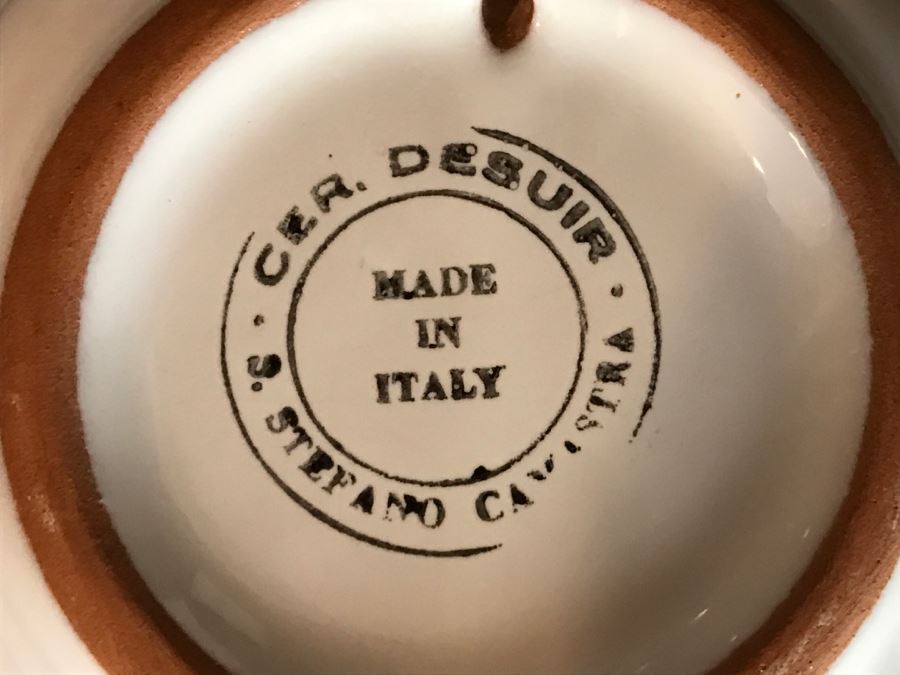 CER. DESUIR
MADE
IN
ITALY
S. STEFANO